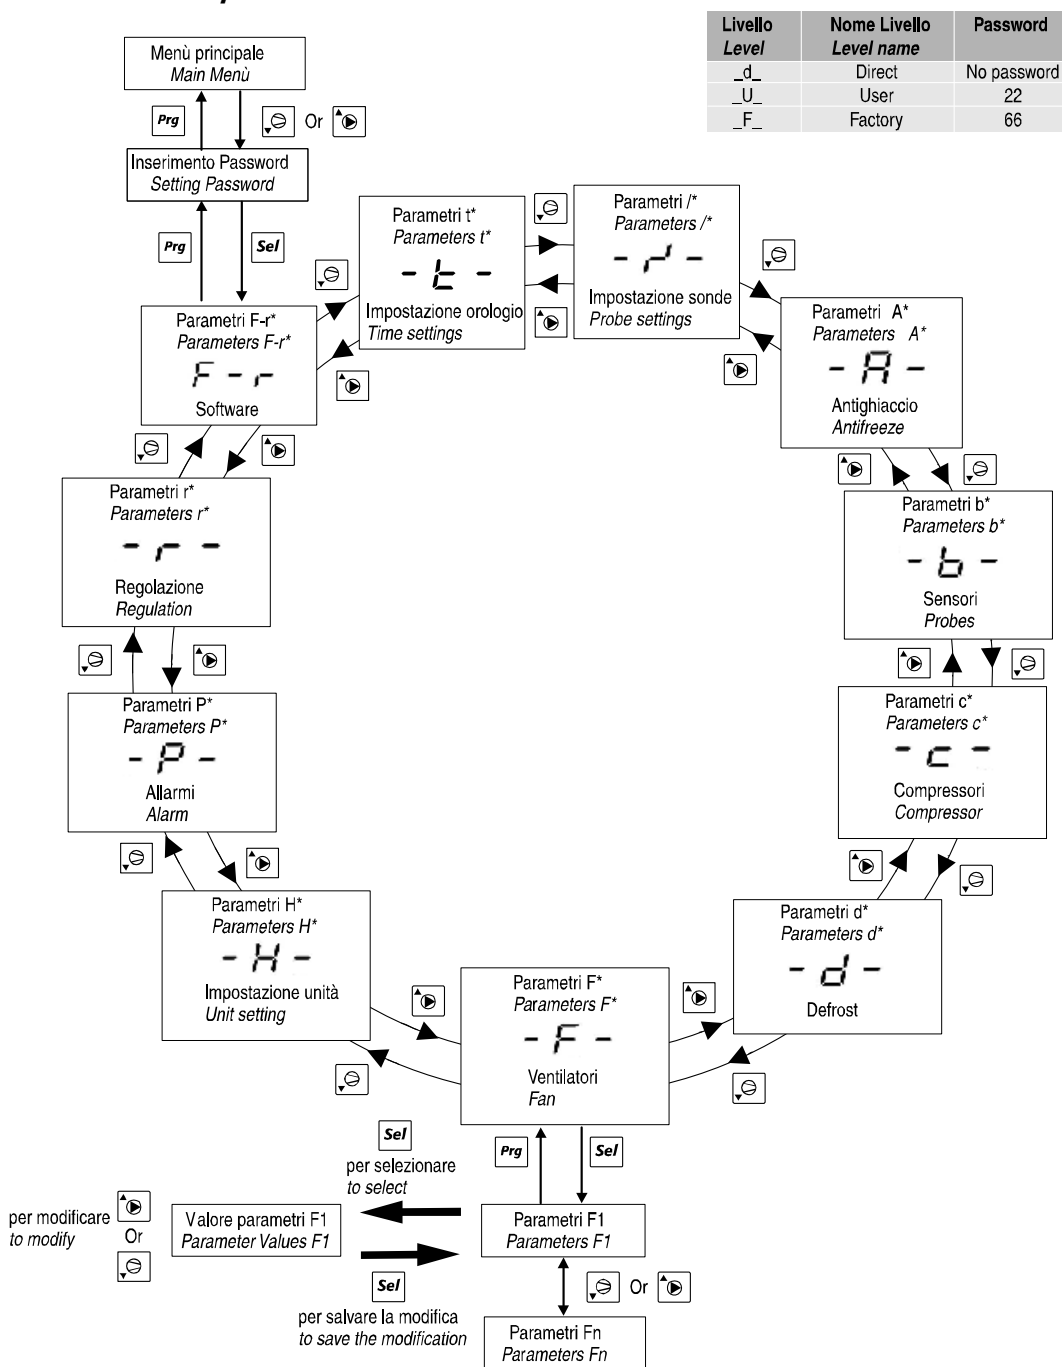 Livello Nome Livello Password
Level Level name
_d_ Direct No password
_U_ User 22
_F_ Factory 66
Menù principale
Main Menù
Prg
Or
Inserimento Password
Setting Password
Prg
Sel
Parametri F-r*
Parameters F-r*
F - r
Software
Parametri t*
Parameters t*
- t -
Impostazione orologio
Time settings
Parametri /*
Parameters /*
- / -
Impostazione sonde
Probe settings
Parametri A*
Parameters A*
- A -
Antighiaccio
Antifreeze
Parametri b*
Parameters b*
- b -
Sensori
Probes
Parametri c*
Parameters c*
- c -
Compressori
Compressor
Parametri d*
Parameters d*
- d -
Defrost
Parametri F*
Parameters F*
- F -
Ventilatori
Fan
Parametri H*
Parameters H*
- H -
Impostazione unità
Unit setting
Parametri P*
Parameters P*
- P -
Allarmi
Alarm
Parametri r*
Parameters r*
- r -
Regolazione
Regulation
Prg
Sel
Sel
per selezionare
to select
Parametri F1
Parameters F1
Valore parametri F1
Parameter Values F1
per modificare
to modify
Or
Sel
per salvare la modifica
to save the modification
Or
Parametri Fn
Parameters Fn